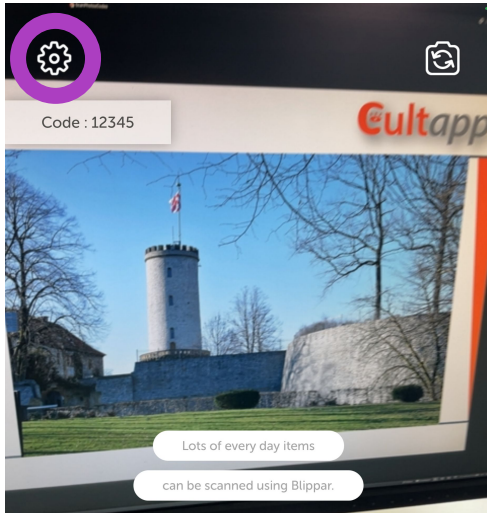 Code : 12345
Cultapp
Lots of every day items
can be scanned using Blippar.